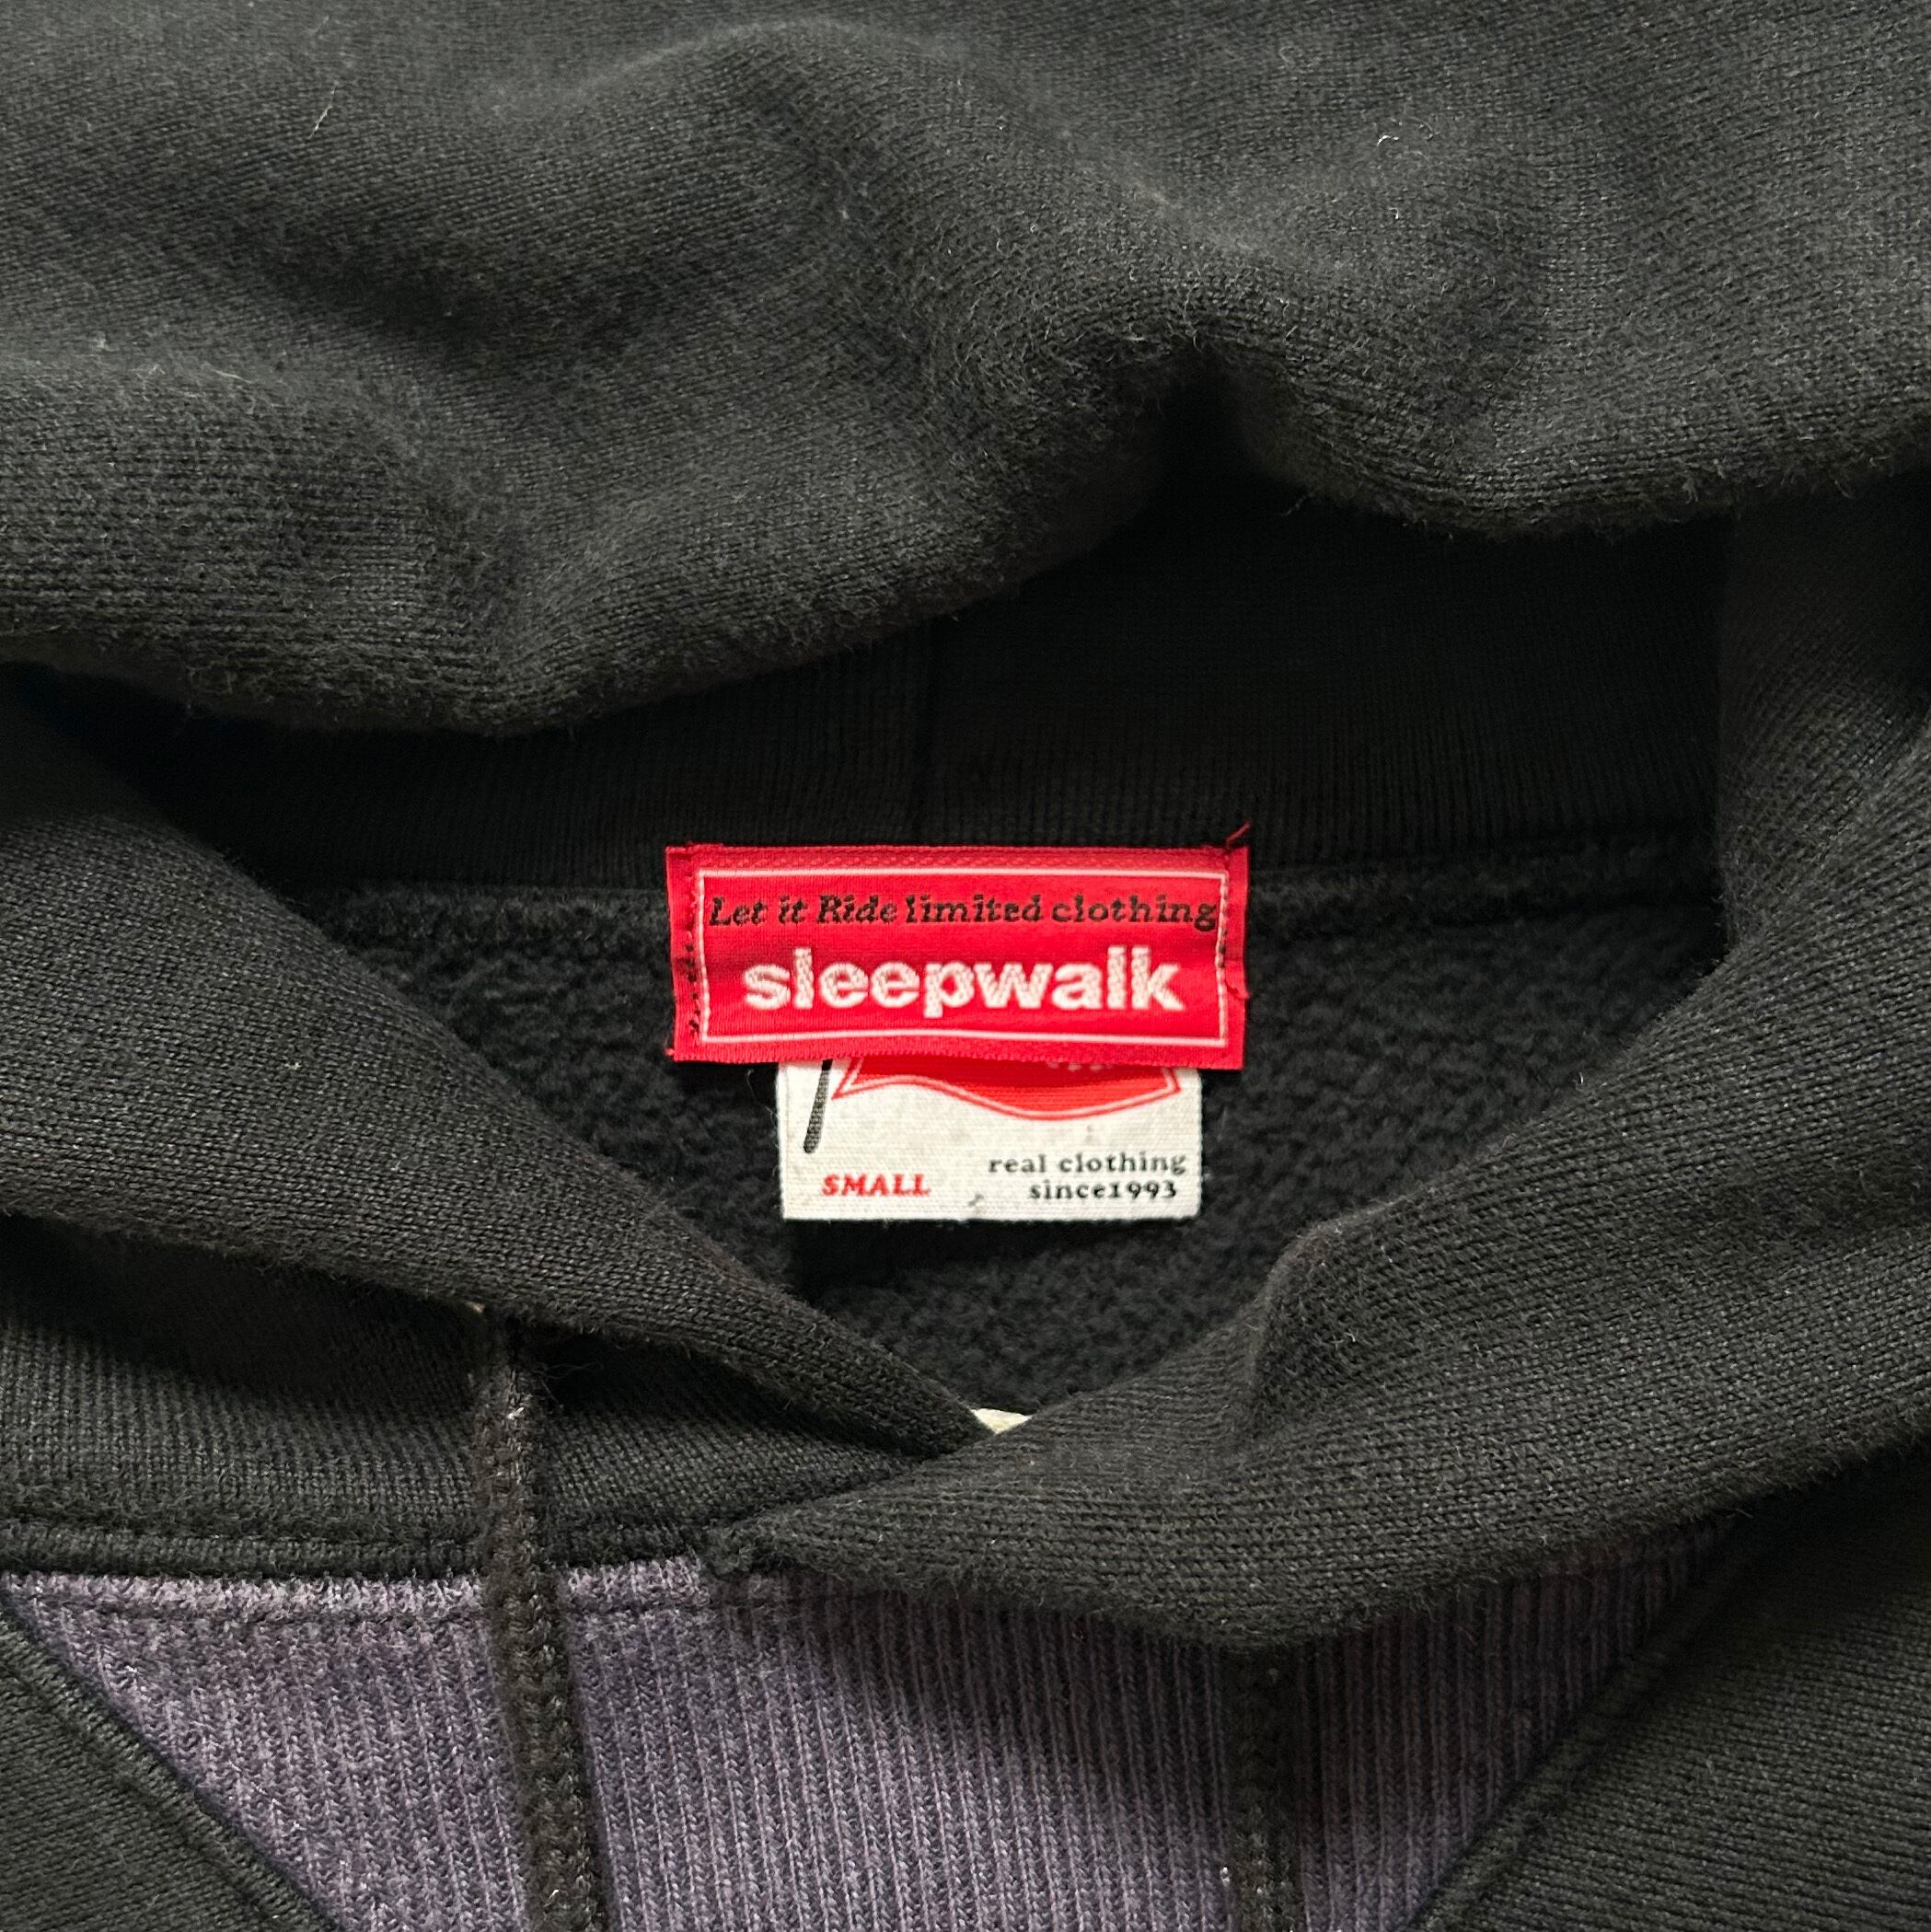 Let it Ride limited clothing
sleepwalk
SMALL
real clothing
since1993